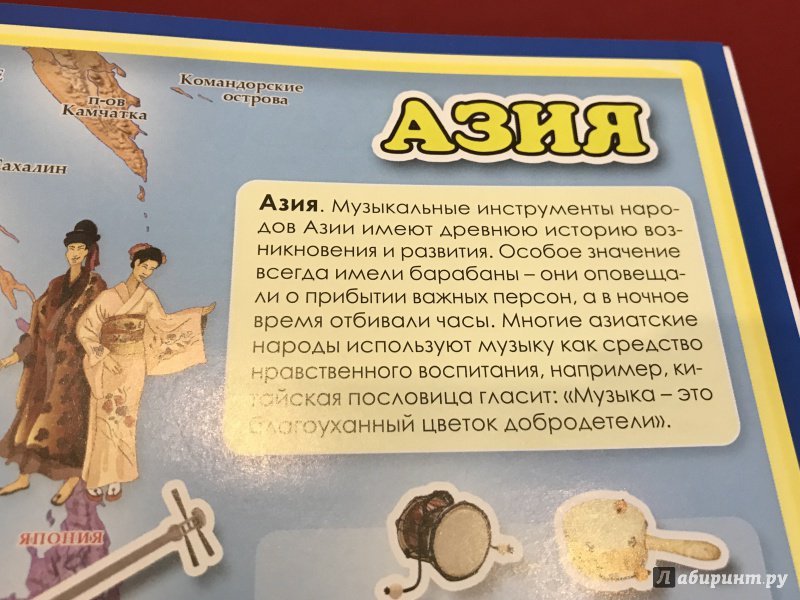 Командорские
острова
п-ов
Камчатка
АЗИЯ
Сахалин
Азия. Музыкальные инструменты наро-
дов Азии имеют древнюю историю воз-
никновения и развития. Особое значение
всегда имели барабаны – они оповеща-
ли о прибытии важных персон, а в ночное
время отбивали часы. Многие азиатские
народы используют музыку как средство
нравственного воспитания, например, ки-
тайская пословица гласит: «Музыка – это
благоуханный цветок добродетели».
ЯПОНИЯ
Лабиринт.ру